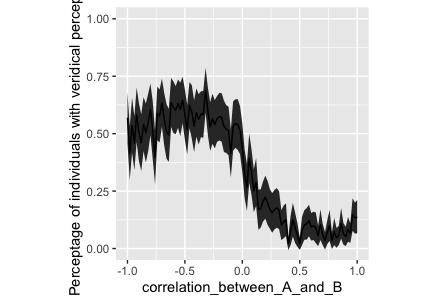 Percentage of individuals with veridical percep
1.00
0.75
0.50
0.25
0.00
-1.0 -0.5 0.0 0.5 1.0
correlation_between_A_and_B